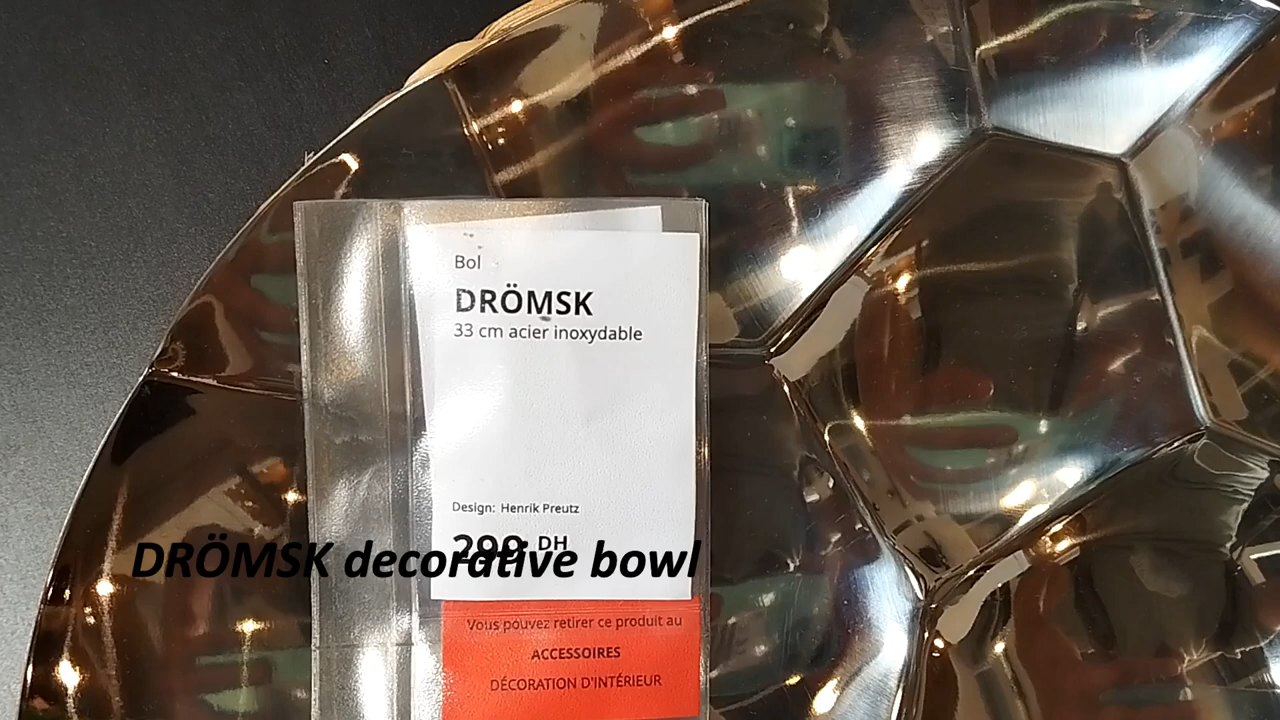 Bol
DRÖMSK
33 cm acier inoxydable
Design: Henrik Preutz
299 DH
DRÖMSK decorative bowl
Vous pouvez retirer ce produit au
ACCESSOIRES
DÉCORATION D'INTÉRIEUR